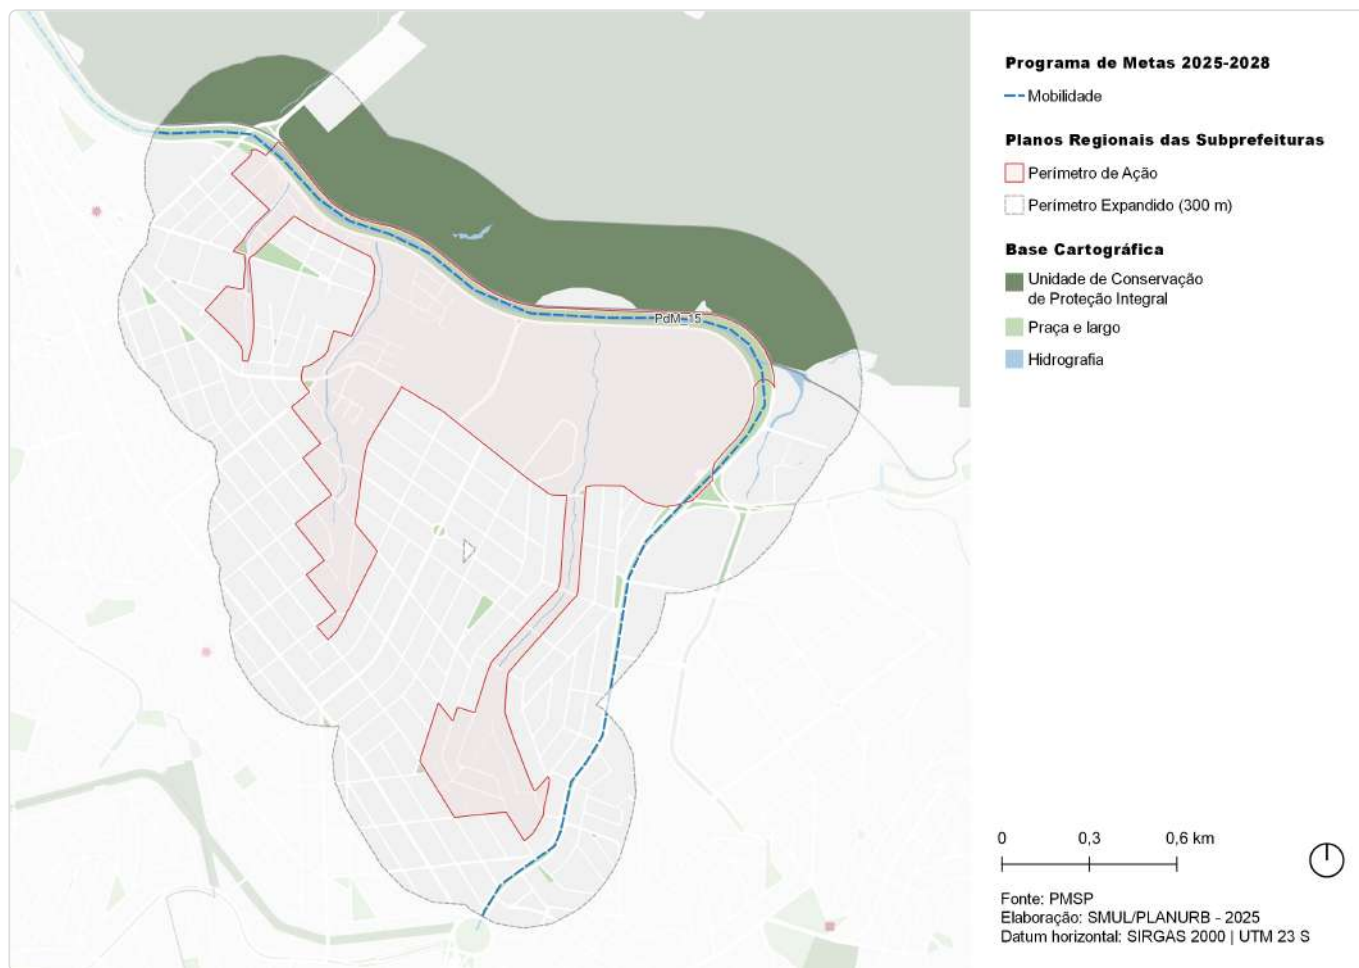 Programa de Metas 2025-2028
Mobilidade
Planos Regionais das Subprefeituras
Perímetro de Ação
Perímetro Expandido (300 m)
Base Cartográfica
Unidade de Conservação
de Proteção Integral
Praça e largo
Hidrografia
PdM_15
0 0,3 0,6 km
Fonte: PMSP
Elaboração: SMUL/PLANURB - 2025
Datum horizontal: SIRGAS 2000 | UTM 23 S